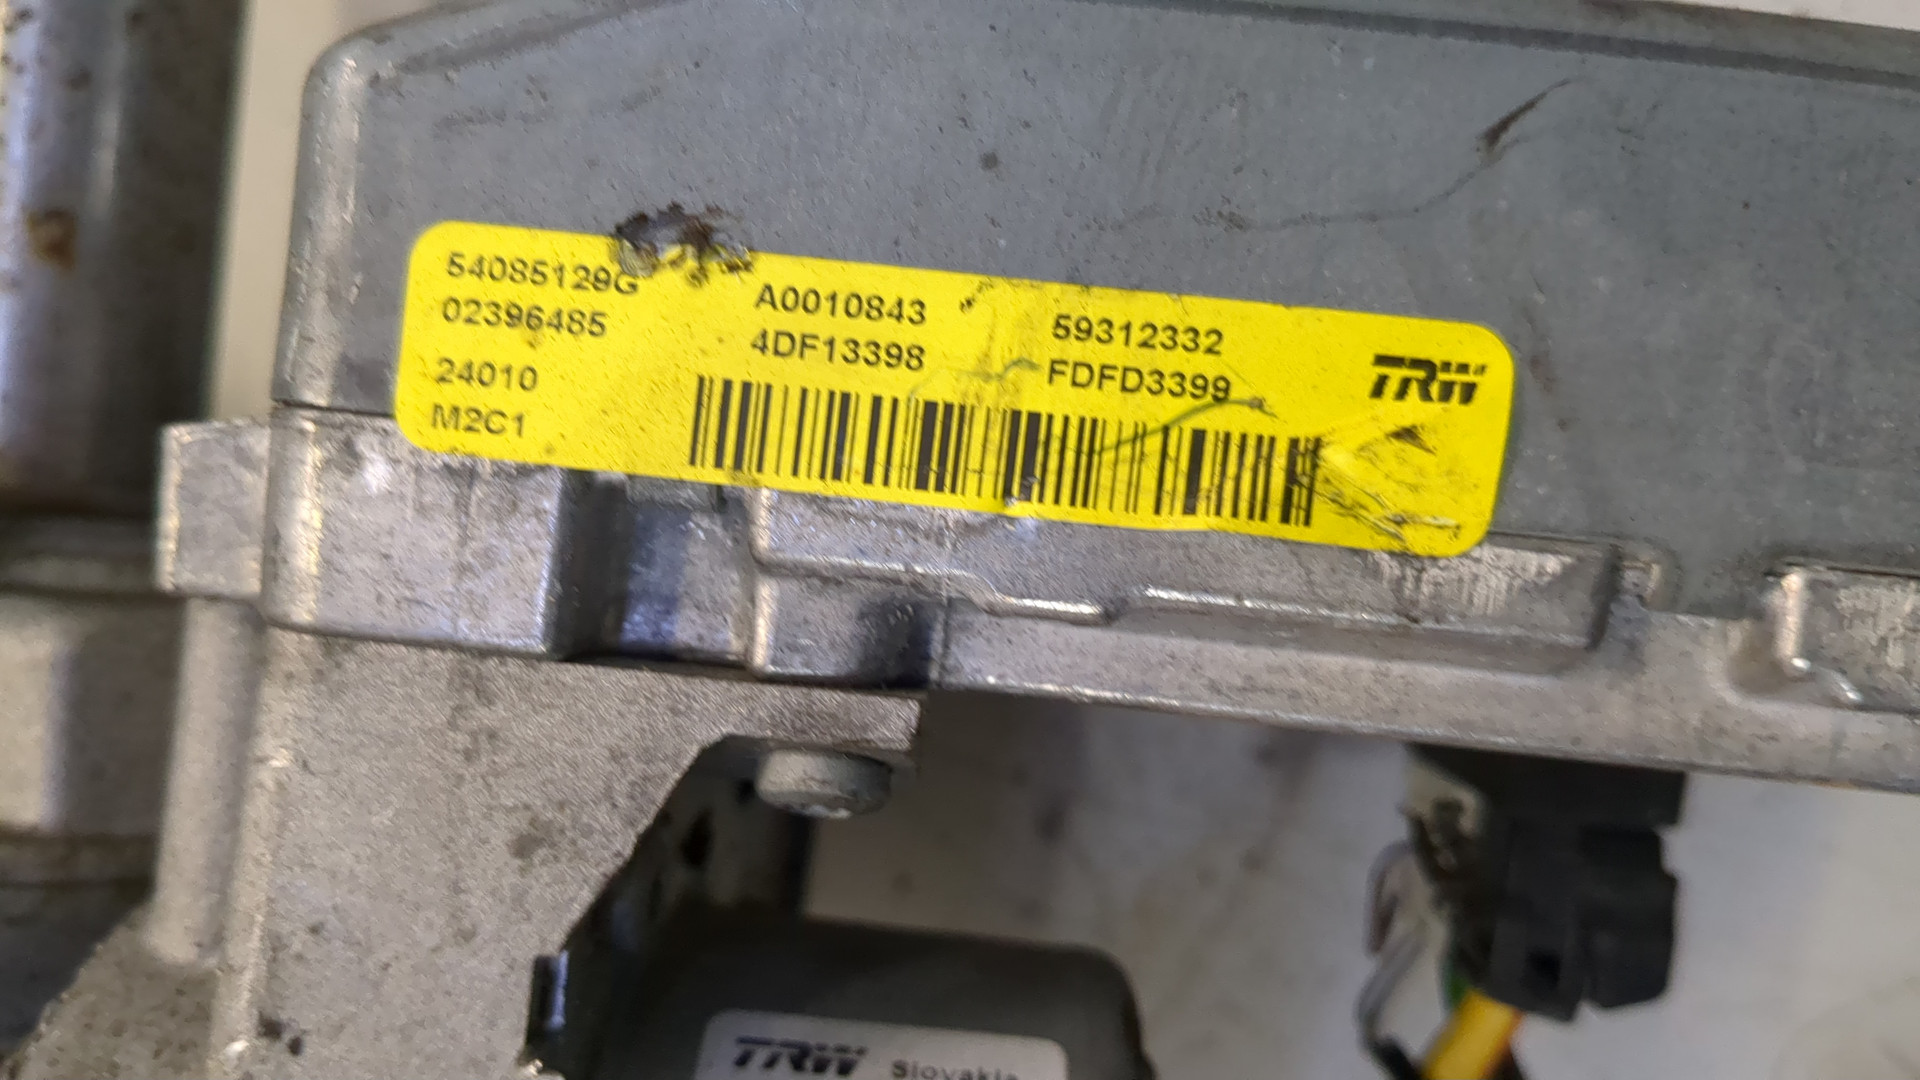 54085129G
02396485
24010
M2C1
A0010843
4DF13398
59312332
FDFD3399
TRW
TRW Slovakia